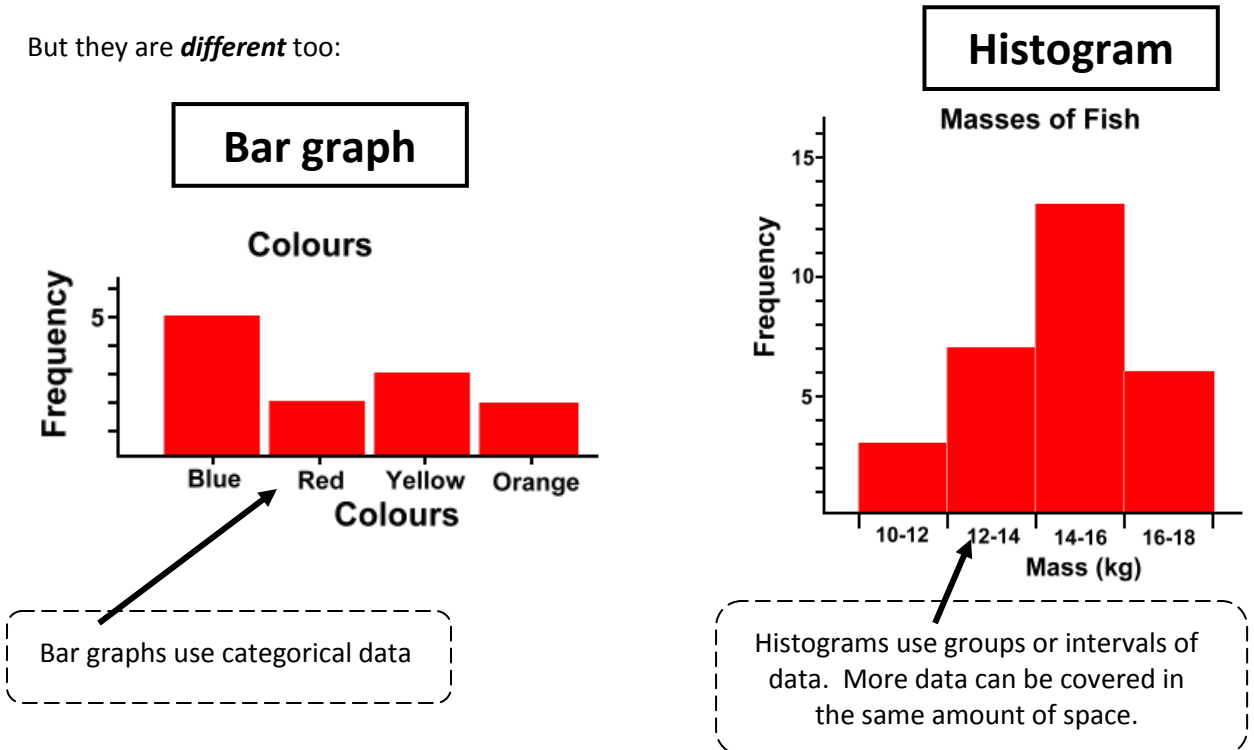 But they are different too:
Bar graph
Colours
Frequency
5
Blue
Red
Yellow
Orange
Colours
Bar graphs use categorical data
Histogram
Masses of Fish
Frequency
15
10
5
10-12
12-14
14-16
16-18
Mass (kg)
Histograms use groups or intervals of
data. More data can be covered in
the same amount of space.